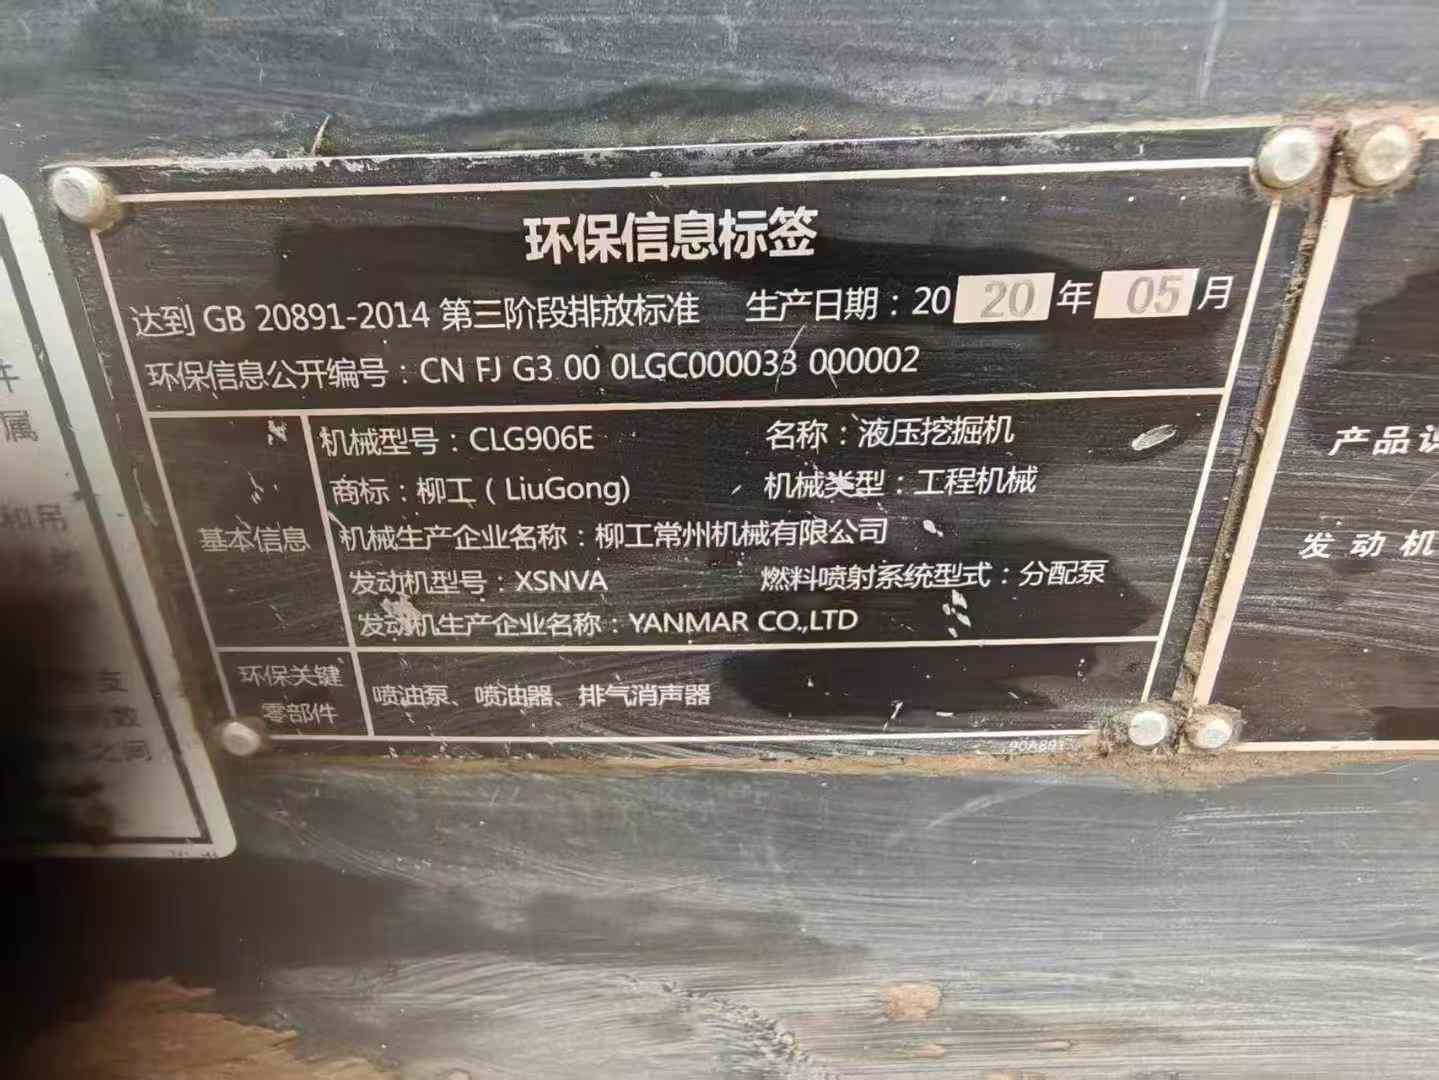 环保信息标签
达到 GB 20891-2014 第三阶段排放标准 生产日期：2020年05月
环保信息公开编号：CN FJ G3 00 0LGC000033 000002
基本信息
机械型号：CLG906E 名称：液压挖掘机
商标：柳工（LiuGong) 机械类型：工程机械
机械生产企业名称：柳工常州机械有限公司
发动机型号：XSNVA 燃料喷射系统型式：分配泵
发动机生产企业名称：YANMAR CO.,LTD
环保关键
零部件
喷油泵、喷油器、排气消声器
件
属
和吊
数
之间
产品
发动机